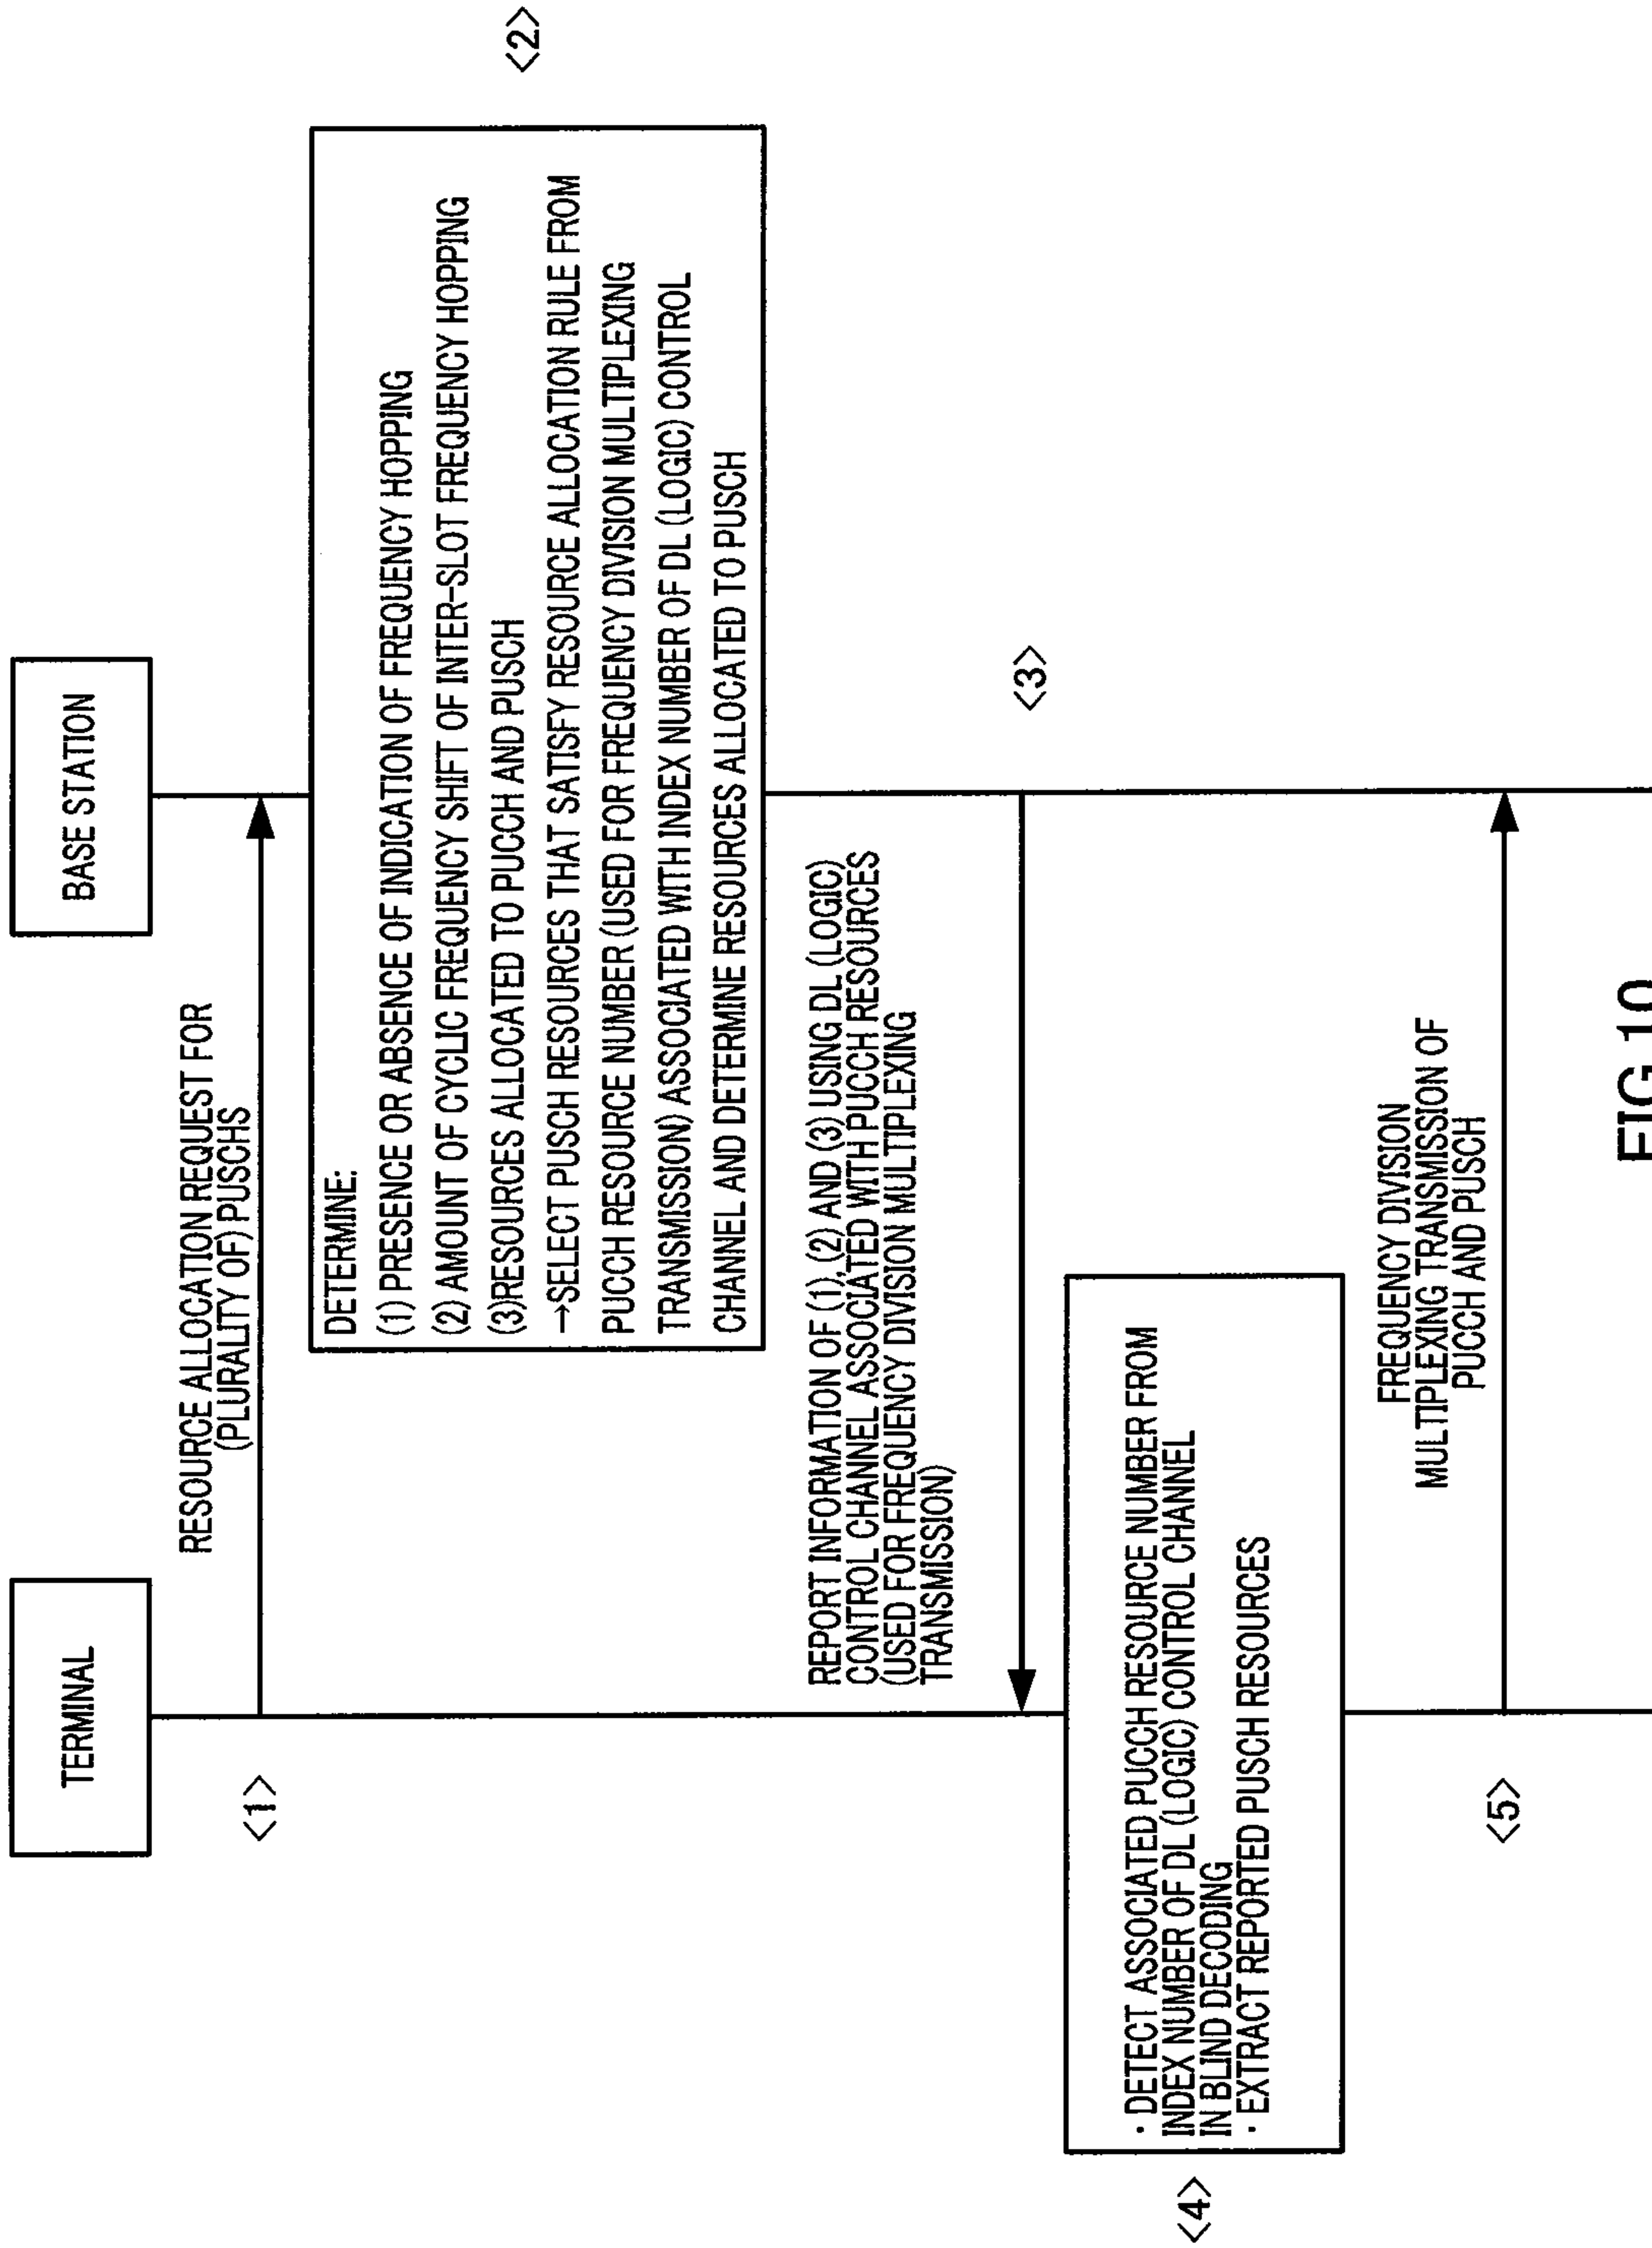 TERMINAL
BASE STATION
<1>
RESOURCE ALLOCATION REQUEST FOR
(PLURALITY OF) PUSCHS
DETERMINE:
(1) PRESENCE OR ABSENCE OF INDICATION OF FREQUENCY HOPPING
(2) AMOUNT OF CYCLIC FREQUENCY SHIFT OF INTER-SLOT FREQUENCY HOPPING
(3)RESOURCES ALLOCATED TO PUCCH AND PUSCH
→SELECT PUSCH RESOURCES THAT SATISFY RESOURCE ALLOCATION RULE FROM
PUCCH RESOURCE NUMBER (USED FOR FREQUENCY DIVISION MULTIPLEXING
TRANSMISSION) ASSOCIATED WITH INDEX NUMBER OF DL (LOGIC) CONTROL
CHANNEL AND DETERMINE RESOURCES ALLOCATED TO PUSCH
<2>
REPORT INFORMATION OF (1), (2) AND (3) USING DL (LOGIC)
CONTROL CHANNEL ASSOCIATED WITH PUCCH RESOURCES
(USED FOR FREQUENCY DIVISION MULTIPLEXING
TRANSMISSION)
<3>
<4>
· DETECT ASSOCIATED PUCCH RESOURCE NUMBER FROM
INDEX NUMBER OF DL (LOGIC) CONTROL CHANNEL
IN BLIND DECODING
· EXTRACT REPORTED PUSCH RESOURCES
FREQUENCY DIVISION
MULTIPLEXING TRANSMISSION OF
PUCCH AND PUSCH
<5>
FIG.10